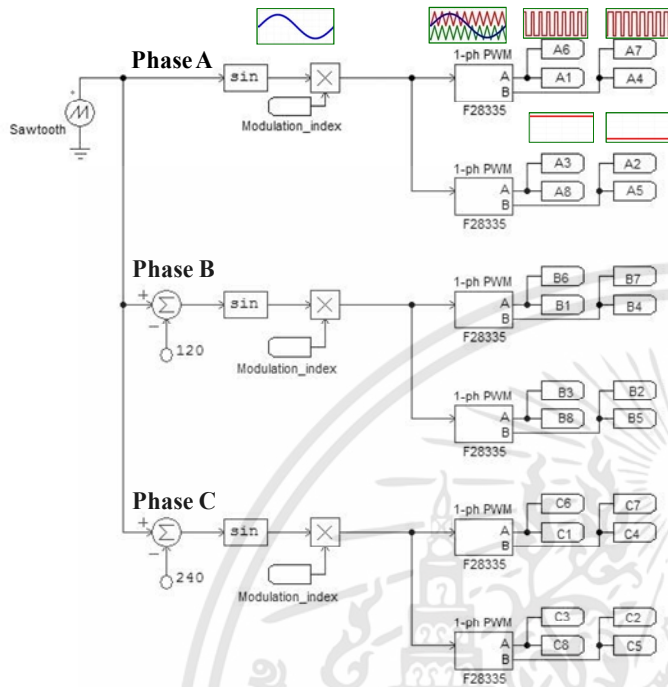 Phase A
Sawtooth
sin
Modulation_index
1-ph PWM
A
B
F28335
A6
A7
A1
A4
1-ph PWM
A
B
F28335
A3
A2
A8
A5
Phase B
120
sin
Modulation_index
1-ph PWM
A
B
F28335
B6
B7
B1
B4
1-ph PWM
A
B
F28335
B3
B2
B8
B5
Phase C
240
sin
Modulation_index
1-ph PWM
A
B
F28335
C6
C7
C1
C4
1-ph PWM
A
B
F28335
C3
C2
C8
C5